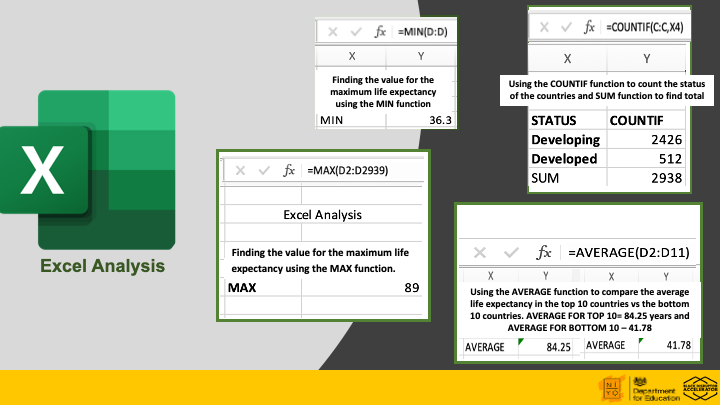 fx =MIN(D:D)
X Y
Finding the value for the
maximum life expectancy
using the MIN function
MIN 36.3
fx =COUNTIF(C:C,X4)
X Y
Using the COUNTIF function to count the status
of the countries and SUM function to find total
STATUS COUNTIF
Developing 2426
Developed 512
SUM 2938
X
Excel Analysis
fx =MAX(D2:D2939)
Excel Analysis
Finding the value for the maximum life
expectancy using the MAX function.
MAX 89
fx =AVERAGE(D2:D11)
X Y X Y
Using the AVERAGE function to compare the average
life expectancy in the top 10 countries vs the bottom
10 countries. AVERAGE FOR TOP 10= 84.25 years and
AVERAGE FOR BOTTOM 10 – 41.78
AVERAGE 84.25 AVERAGE 41.78
NI
YO
Department
for Education
BLACK DISRUPTOR
ACCELERATOR